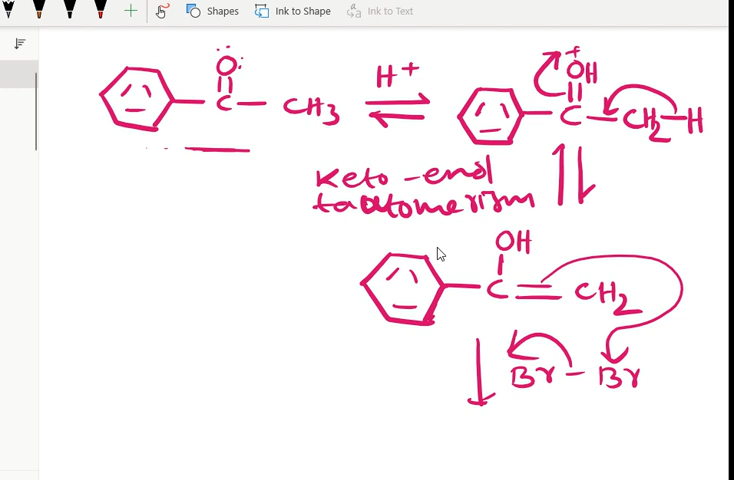 Shapes Ink to Shape Ink to Text
O
C CH3
H+
+
OH
C CH2-H
Keto-enol
tautomerism
OH
C=CH2
Br-Br